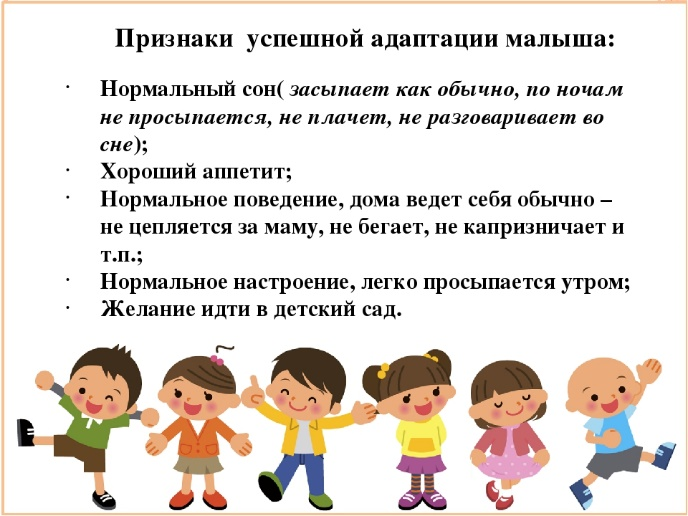 Признаки  успешной адаптации малыша:
· Нормальный сон( засыпает как обычно, по ночам
не просыпается, не плачет, не разговаривает во
сне);
· Хороший аппетит;
· Нормальное поведение, дома ведет себя обычно –
не цепляется за маму, не бегает, не капризничает и
т.п.;
· Нормальное настроение, легко просыпается утром;
· Желание идти в детский сад.